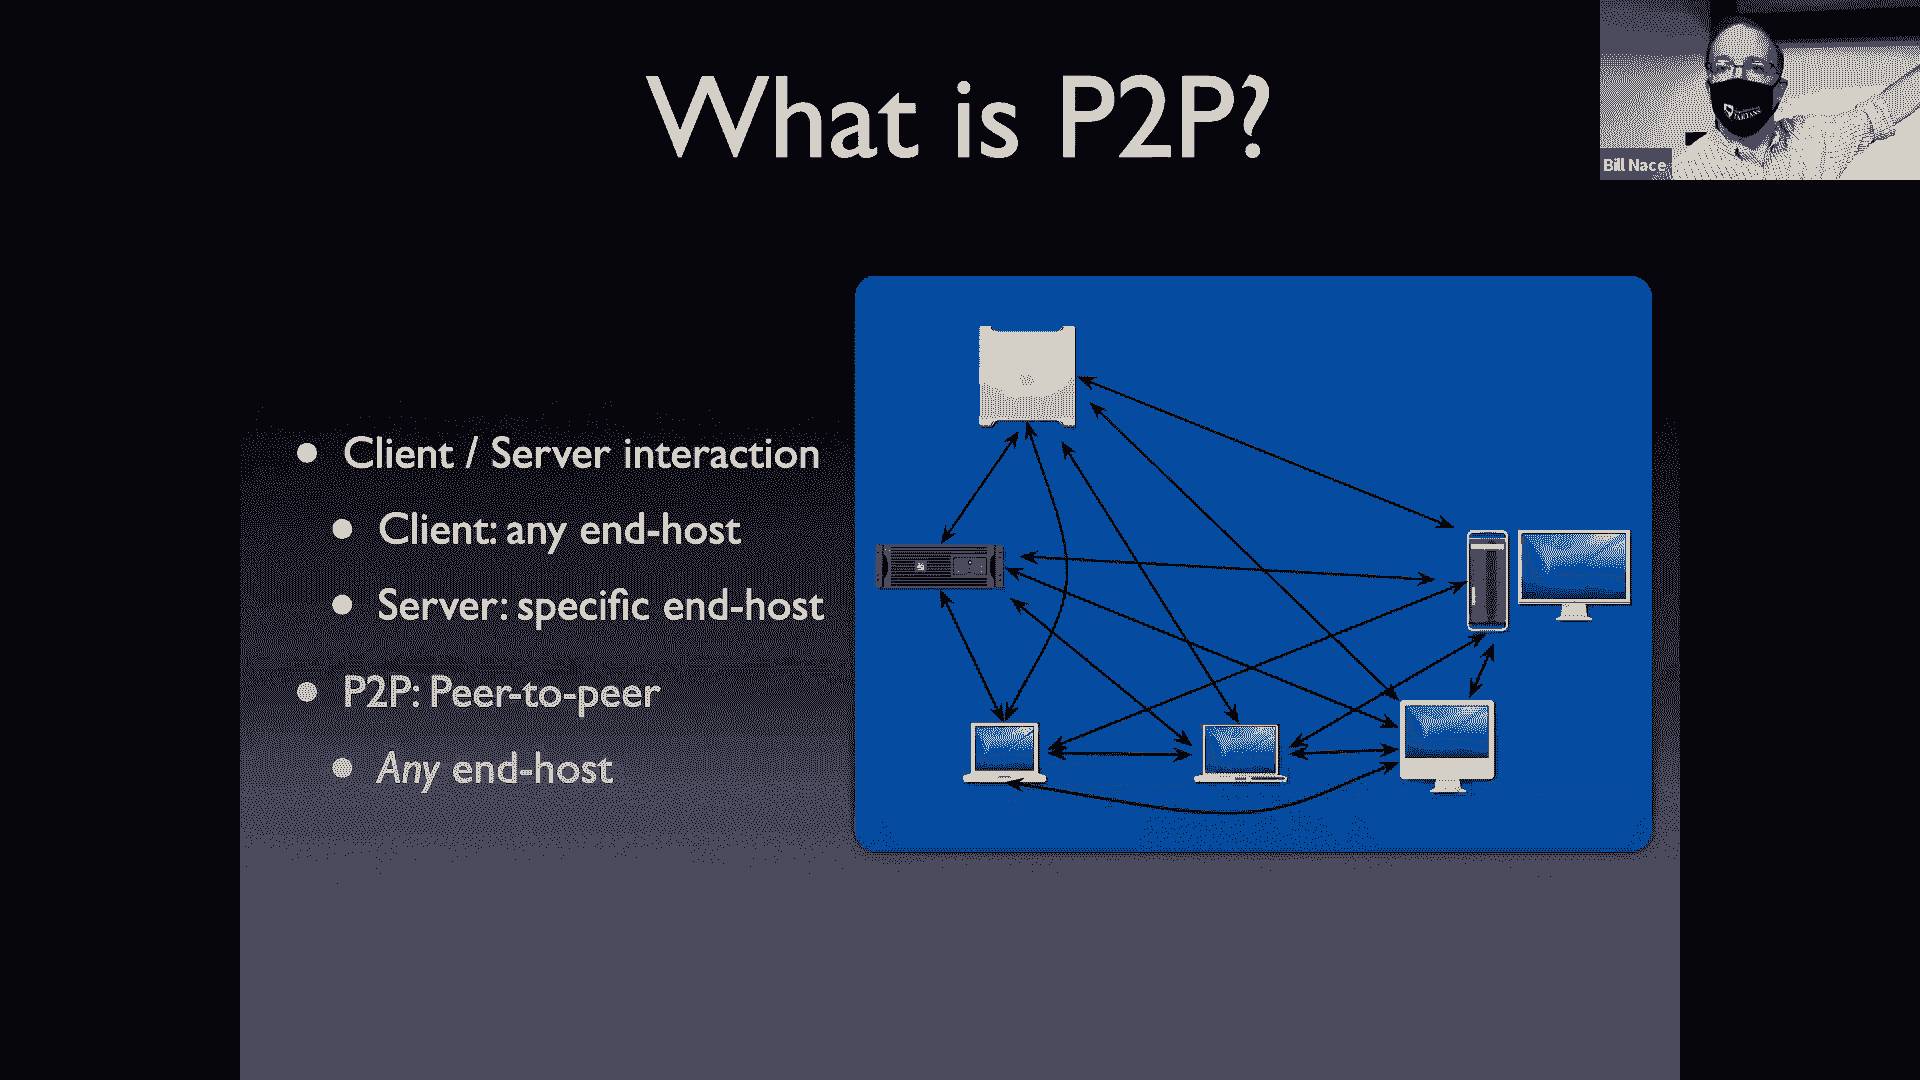 What is P2P?
Bill Nace
TARTANS
• Client / Server interaction
• Client: any end-host
• Server: specific end-host
• P2P: Peer-to-peer
• Any end-host